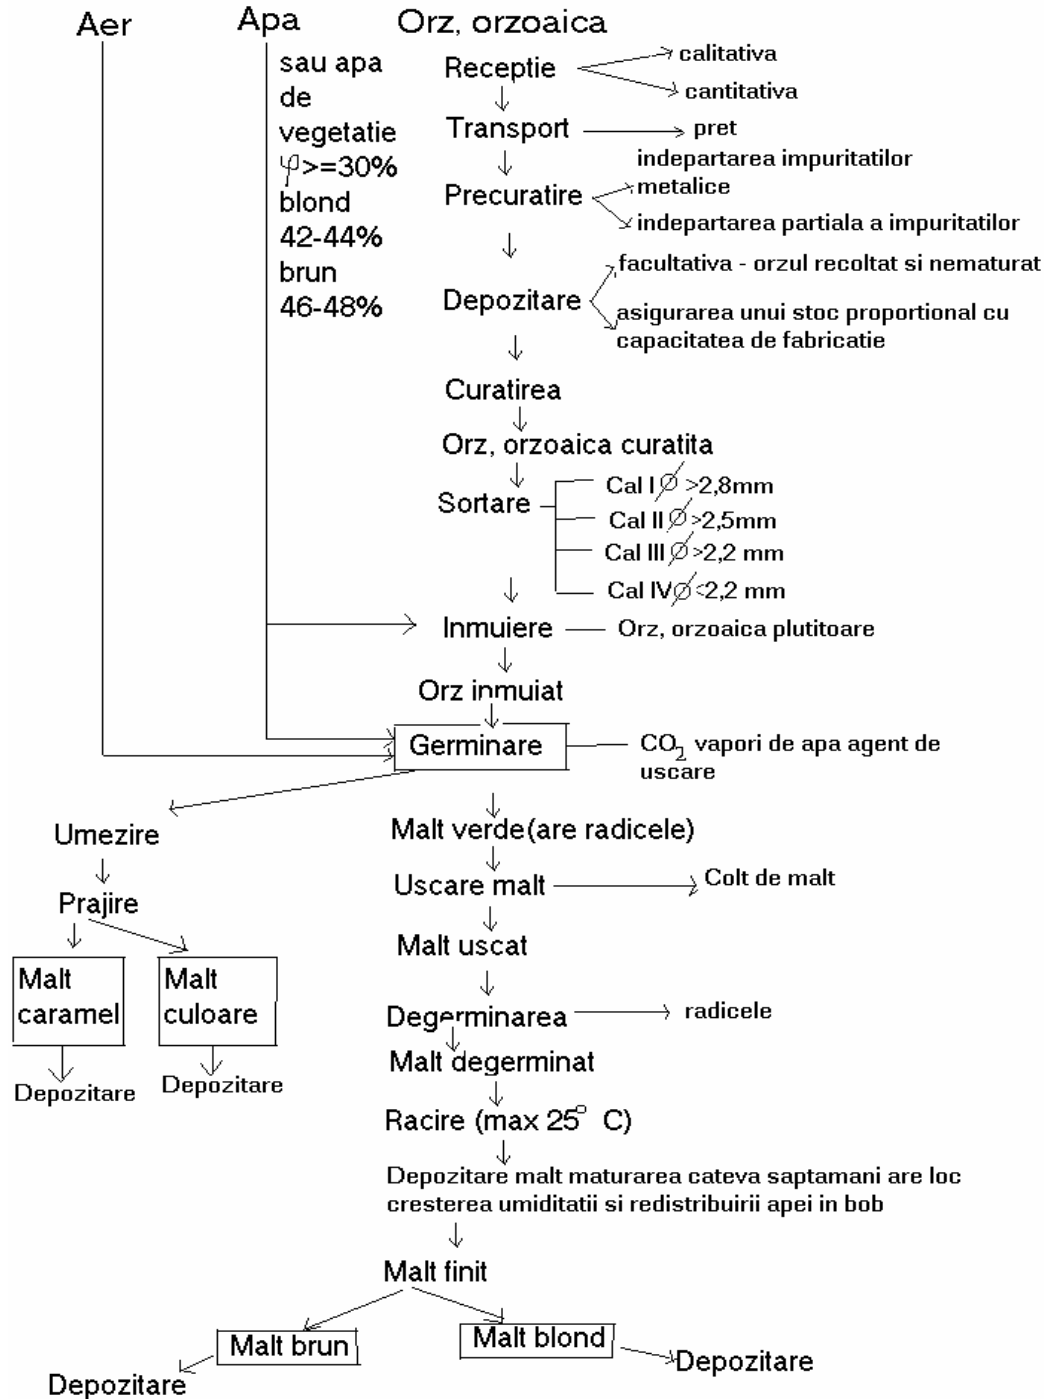 Aer
Apa
Orz, orzoaica
sau apa
de
vegetatie
φ>=30%
blond
42-44%
brun
46-48%
Receptie
calitativa
cantitativa
Transport
pret
Precuratire
indepartarea impuritatilor
metalice
indepartarea partiala a impuritatilor
Depozitare
facultativa - orzul recoltat si nematurat
asigurarea unui stoc proportional cu
capacitatea de fabricatie
Curatirea
Orz, orzoaica curatita
Sortare
Cal I Ø >2,8mm
Cal II Ø >2,5mm
Cal III Ø >2,2 mm
Cal IV Ø <2,2 mm
Inmuiere
Orz, orzoaica plutitoare
Orz inmuiat
Germinare
CO2 vapori de apa agent de
uscare
Umezire
Prajire
Malt
caramel
Malt
culoare
Depozitare
Depozitare
Malt verde(are radicele)
Uscare malt
Colt de malt
Malt uscat
Degerminarea
radicele
Malt degerminat
Racire (max 25° C)
Depozitare malt maturarea cateva saptamani are loc
cresterea umiditatii si redistribuirii apei in bob
Malt finit
Malt brun
Malt blond
Depozitare
Depozitare